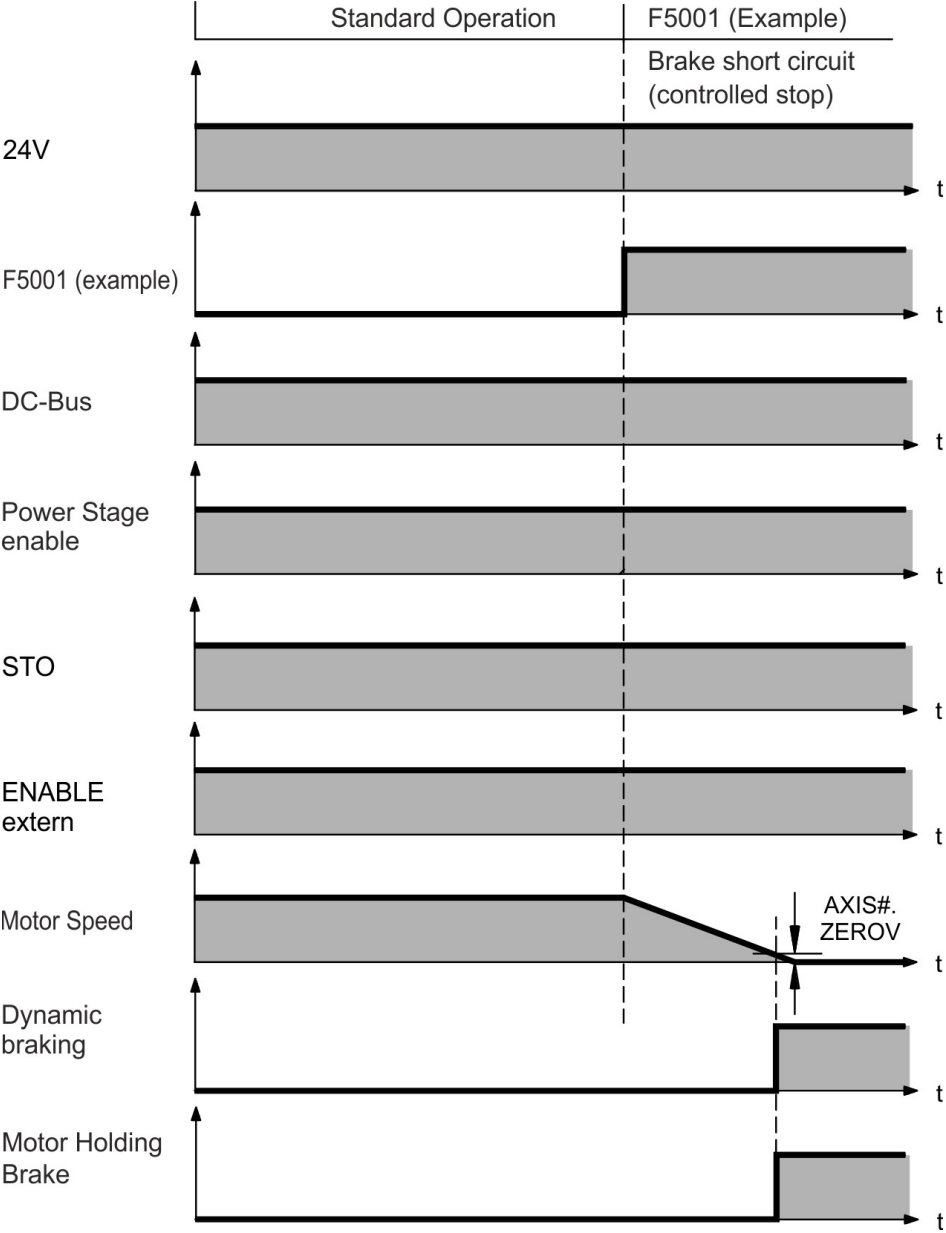 Standard Operation
F5001 (Example)
Brake short circuit
(controlled stop)
24V
t
F5001 (example)
t
DC-Bus
t
Power Stage
enable
t
STO
t
ENABLE
extern
t
Motor Speed
AXIS#.
ZEROV
t
Dynamic
braking
t
Motor Holding
Brake
t